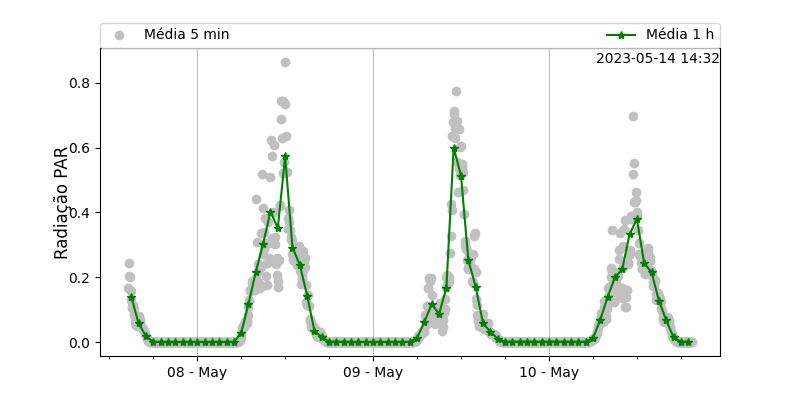 Média 5 min
Média 1 h
2023-05-14 14:32
Radiação PAR
0.8
0.6
0.4
0.2
0.0
08 - May
09 - May
10 - May